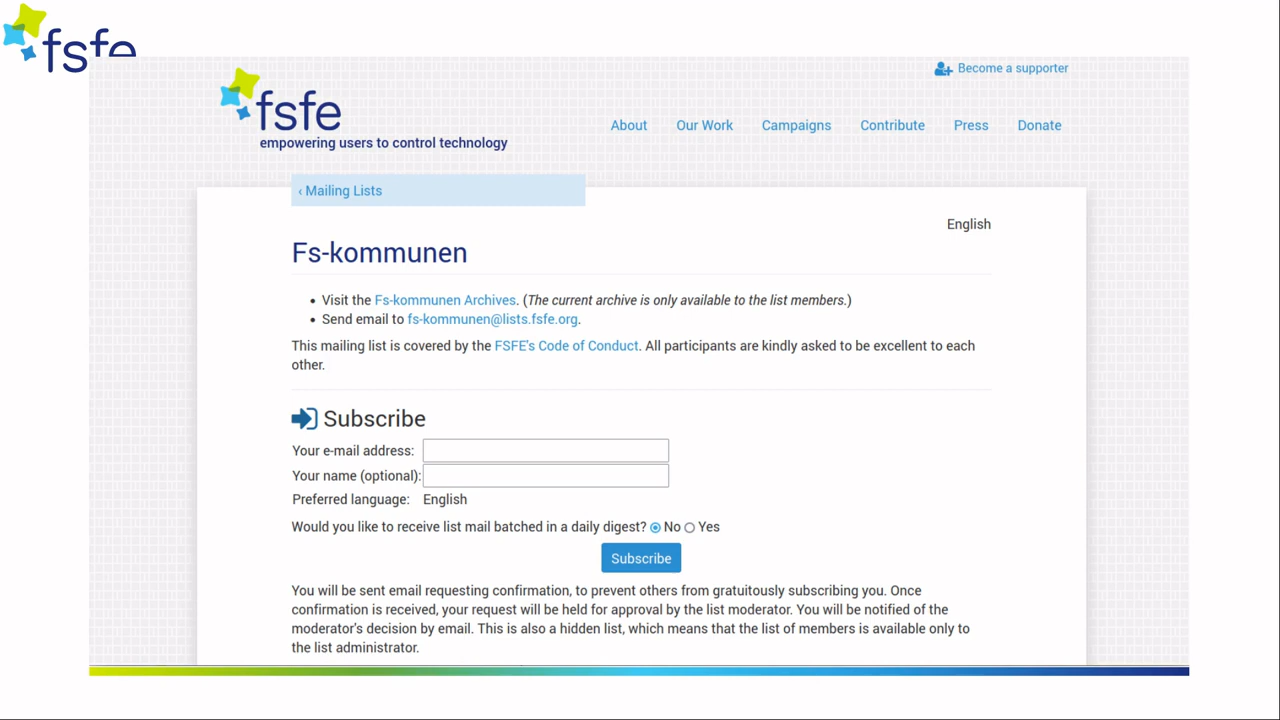 fsfe
Become a supporter
fsfe
empowering users to control technology
About Our Work Campaigns Contribute Press Donate
‹ Mailing Lists
English
Fs-kommunen
• Visit the Fs-kommunen Archives. (The current archive is only available to the list members.)
• Send email to fs-kommunen@lists.fsfe.org.
This mailing list is covered by the FSFE's Code of Conduct. All participants are kindly asked to be excellent to each
other.
Subscribe
Your e-mail address:
Your name (optional):
Preferred language: English
Would you like to receive list mail batched in a daily digest? No Yes
Subscribe
You will be sent email requesting confirmation, to prevent others from gratuitously subscribing you. Once
confirmation is received, your request will be held for approval by the list moderator. You will be notified of the
moderator's decision by email. This is also a hidden list, which means that the list of members is available only to
the list administrator.